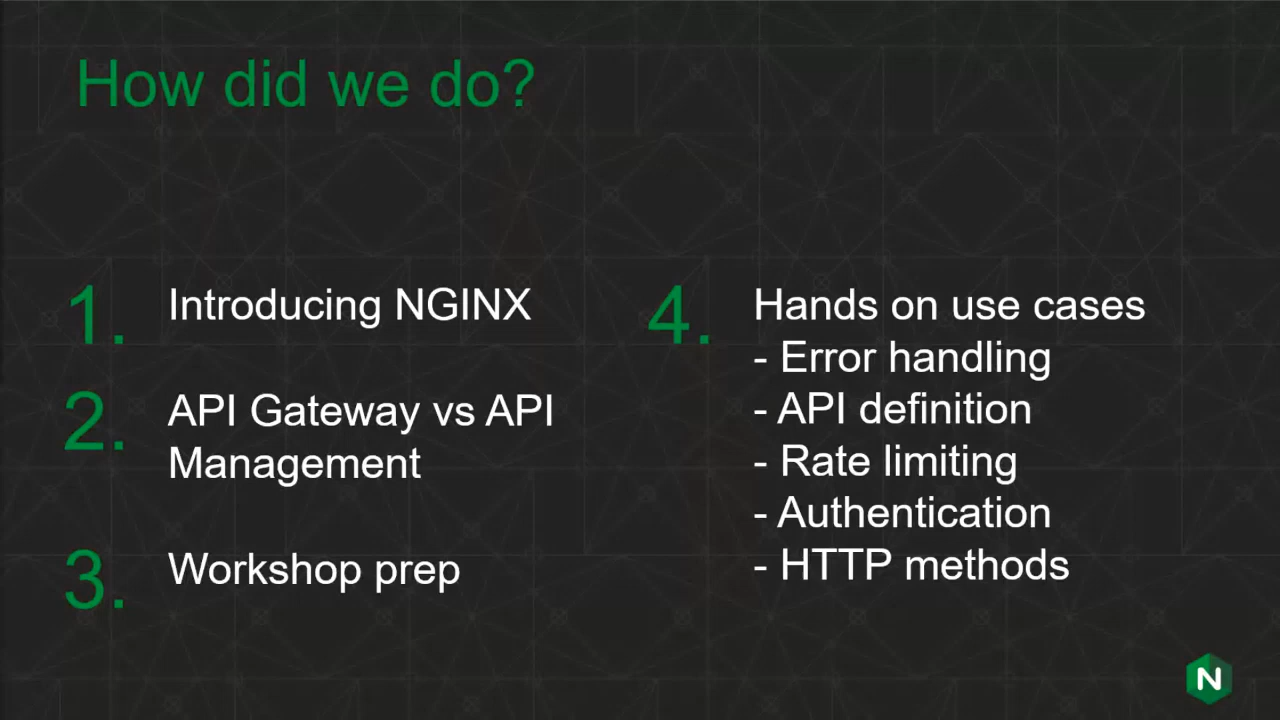 How did we do?
1. Introducing NGINX
2. API Gateway vs API
Management
3. Workshop prep
4. Hands on use cases
- Error handling
- API definition
- Rate limiting
- Authentication
- HTTP methods
N